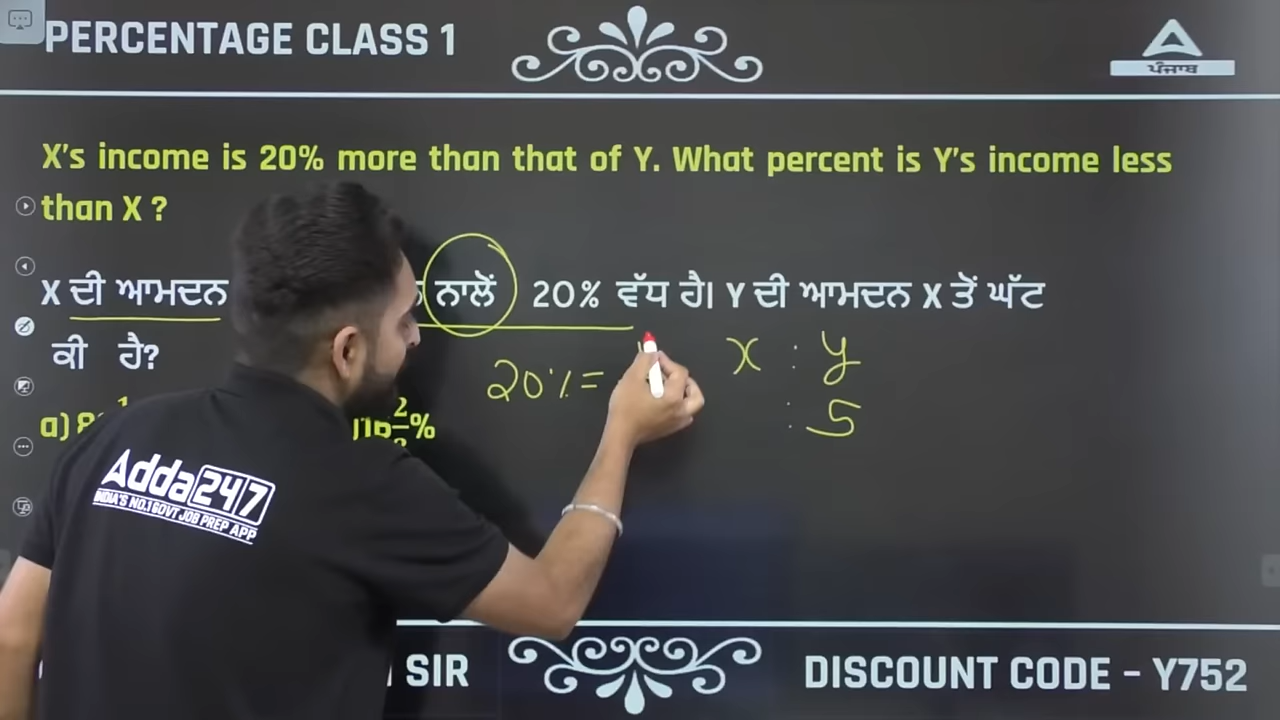 PERCENTAGE CLASS 1
ਪੰਜਾਬ
X's income is 20% more than that of Y. What percent is Y's income less
than X ?
X ਦੀ ਆਮਦਨ ਨਾਲੋਂ 20% ਵੱਧ ਹੈ। Y ਦੀ ਆਮਦਨ X ਤੋਂ ਘੱਟ
ਕੀ ਹੈ?
x : y
20% =
: 5
a) 8
Adda247
INDIA'S NO.1 GOVT JOB PREP APP
SIR
DISCOUNT CODE - Y752